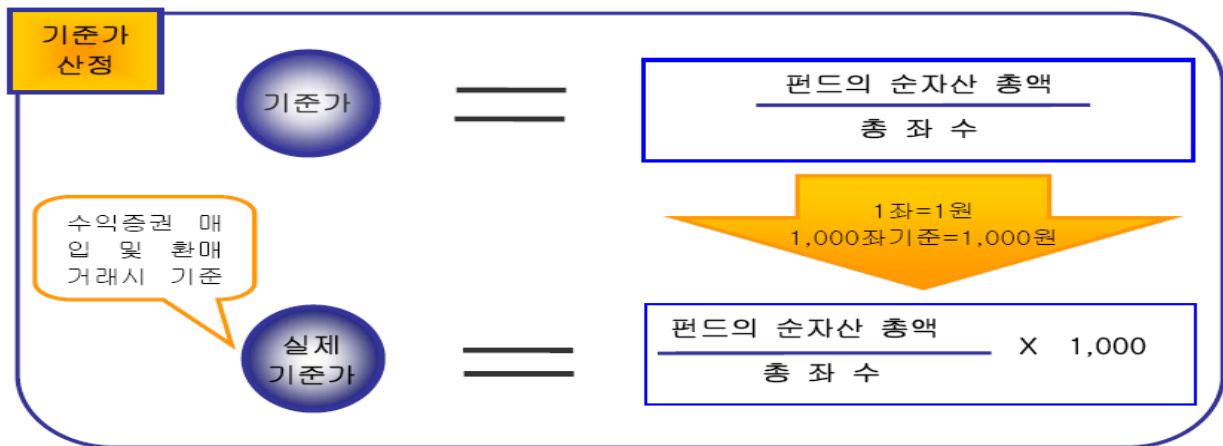 기준가
산정
기준가
펀드의 순자산 총액
총 좌 수
1좌=1원
1,000좌기준=1,000원
수익증권 매
입 및 환매
거래시 기준
실제
기준가
펀드의 순자산 총액
총 좌 수
X 1,000